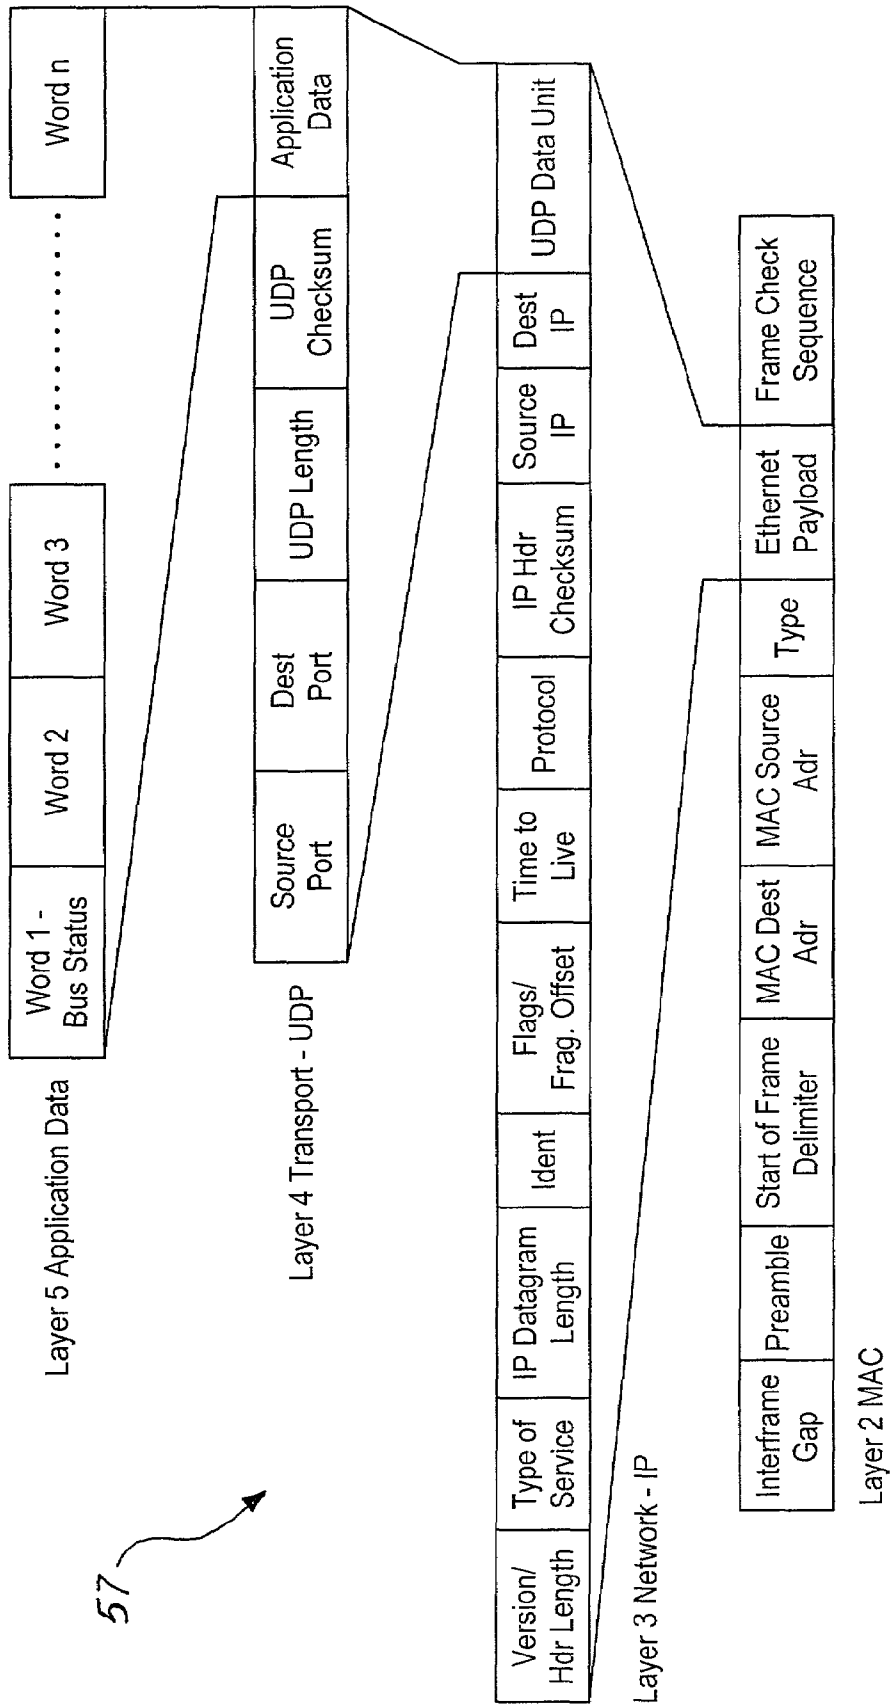 Word 1 -
Bus Status
Word 2
Word 3
Word n
Layer 5 Application Data
Source
Port
Dest
Port
UDP Length
UDP
Checksum
Application
Data
Layer 4 Transport - UDP
Version/
Hdr Length
Type of
Service
IP Datagram
Length
Ident
Flags/
Frag. Offset
Time to
Live
Protocol
IP Hdr
Checksum
Source
IP
Dest
IP
UDP Data Unit
Layer 3 Network - IP
Interframe
Gap
Preamble
Start of Frame
Delimiter
MAC Dest
Adr
MAC Source
Adr
Type
Ethernet
Payload
Frame Check
Sequence
Layer 2 MAC
57